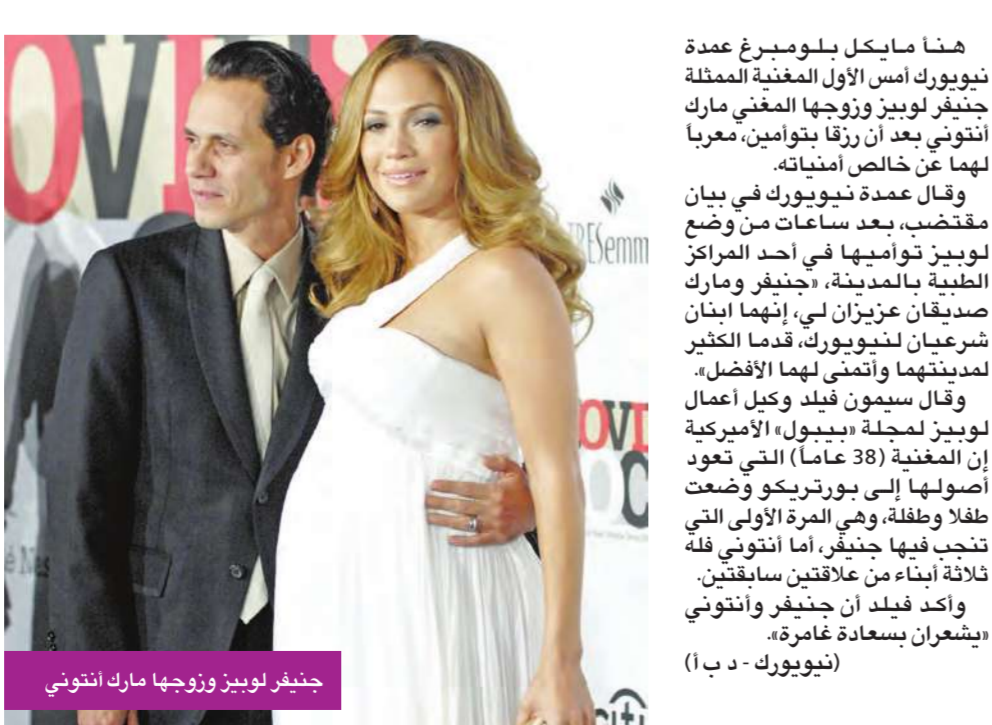 هنأ مايكل بلومبرغ عمدة
نيويورك أمس الأول المغنية الممثلة
جنيفر لوبيز وزوجها المغني مارك
أنتوني بعد أن رزقا بتوأمين، معرباً
لهما عن خالص أمنياته.
وقال عمدة نيويورك في بيان
مقتضب، بعد ساعات من وضع
لوبيز توأميها في أحد المراكز
الطبية بالمدينة، «جنيفر ومارك
صديقان عزيزان لي، إنهما ابنان
شرعيان لنيويورك، قدما الكثير
لمدينتهما وأتمنى لهما الأفضل».
وقال سيمون فيلد وكيل أعمال
لوبيز لمجلة «بيبول» الأميركية
إن المغنية (38 عاماً) التي تعود
أصولها إلى بورتريكو وضعت
طفلا وطفلة، وهي المرة الأولى التي
تنجب فيها جنيفر، أما أنتوني فله
ثلاثة أبناء من علاقتين سابقتين.
وأكد فيلد أن جنيفر وأنتوني
«يشعران بسعادة غامرة».
(نيويورك - د ب أ)
جنيفر لوبيز وزوجها مارك أنتوني
TRESemm
OVI
citi